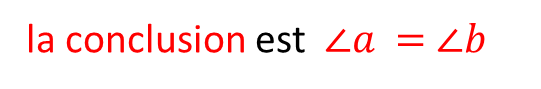 la conclusion est ∠a = ∠b